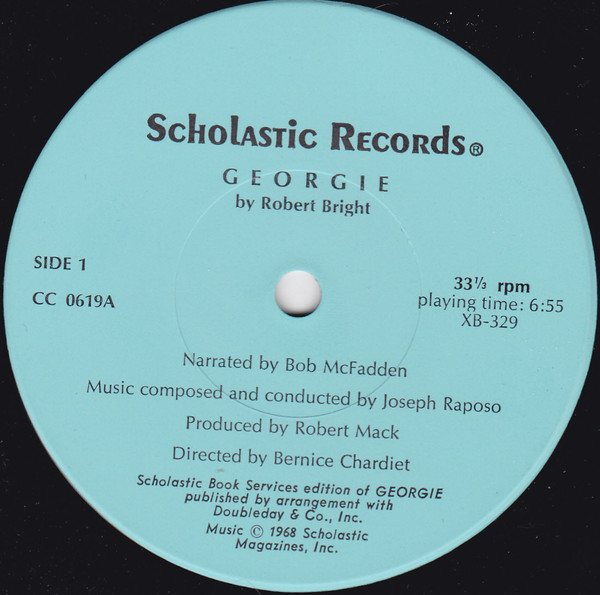 Scholastic Records®
GEORGIE
by Robert Bright
SIDE 1
CC 0619A
33⅓ rpm
playing time: 6:55
XB-329
Narrated by Bob McFadden
Music composed and conducted by Joseph Raposo
Produced by Robert Mack
Directed by Bernice Chardiet
Scholastic Book Services edition of GEORGIE
published by arrangement with
Doubleday & Co., Inc.
Music © 1968 Scholastic
Magazines, Inc.